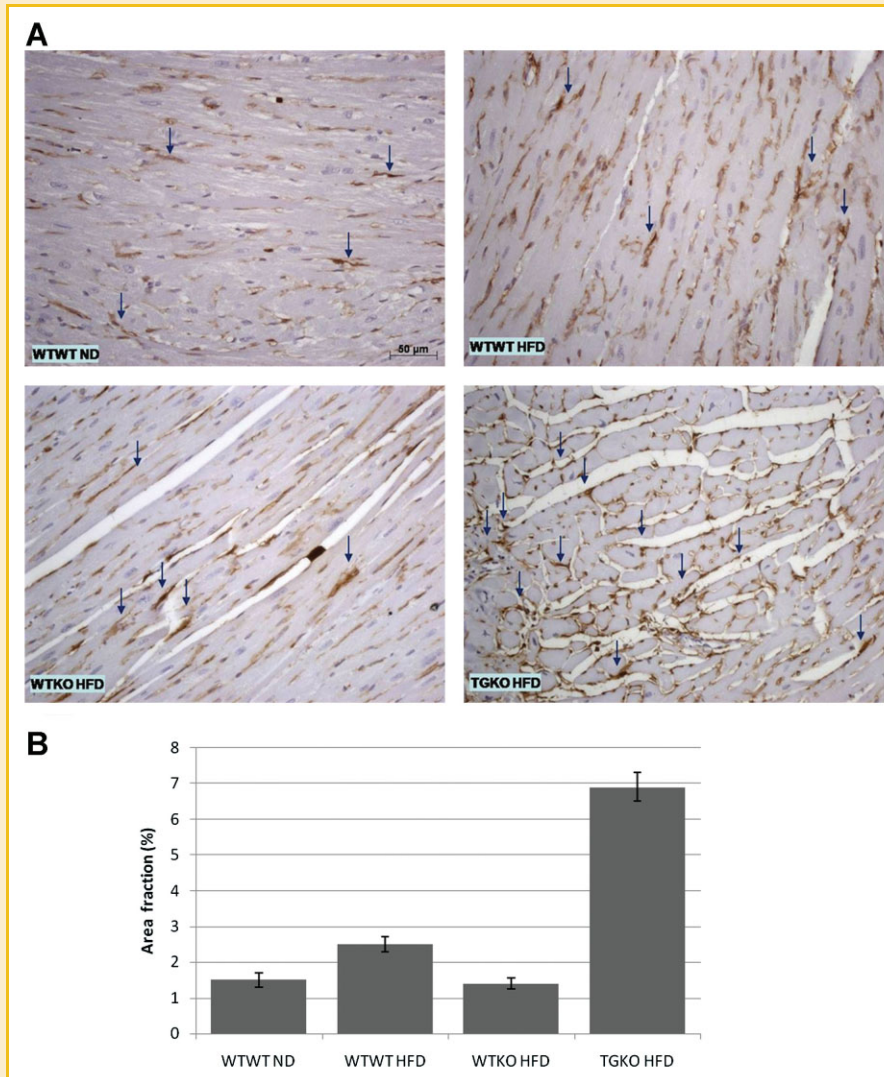 A
WTWT ND
50 µm
WTWT HFD
WTKO HFD
TGKO HFD
B
Area fraction (%)
8
7
6
5
4
3
2
1
0
WTWT ND WTWT HFD WTKO HFD TGKO HFD